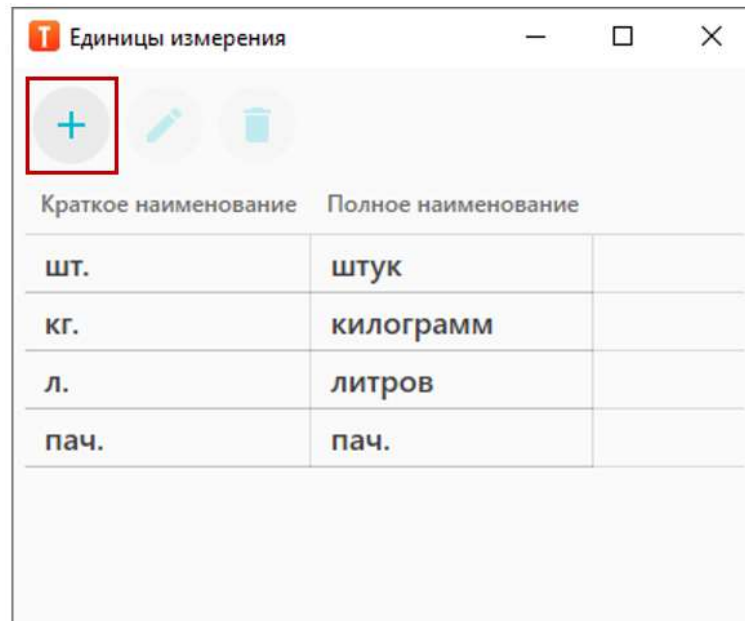 T Единицы измерения
Краткое наименование Полное наименование
шт. штук
кг. килограмм
л. литров
пач. пач.